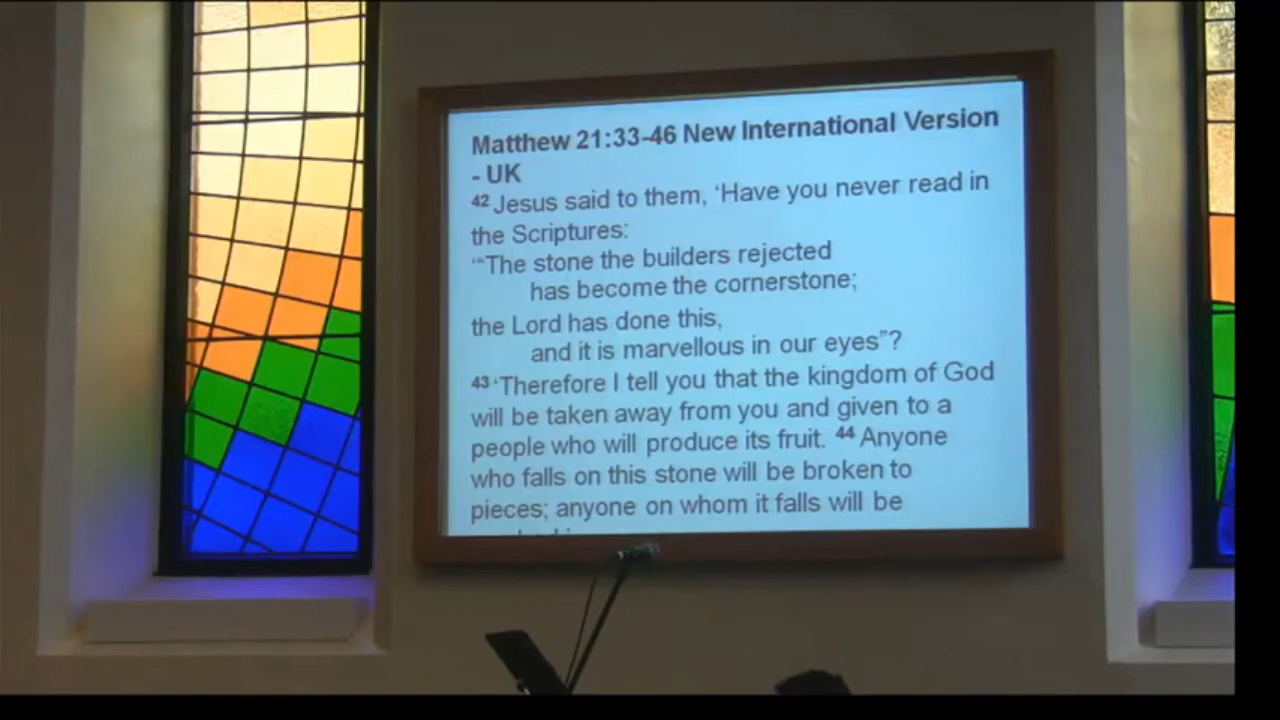 Matthew 21:33-46 New International Version
- UK
42 Jesus said to them, ‘Have you never read in
the Scriptures:
‘“The stone the builders rejected
has become the cornerstone;
the Lord has done this,
and it is marvellous in our eyes”?
43 ‘Therefore I tell you that the kingdom of God
will be taken away from you and given to a
people who will produce its fruit. 44 Anyone
who falls on this stone will be broken to
pieces; anyone on whom it falls will be